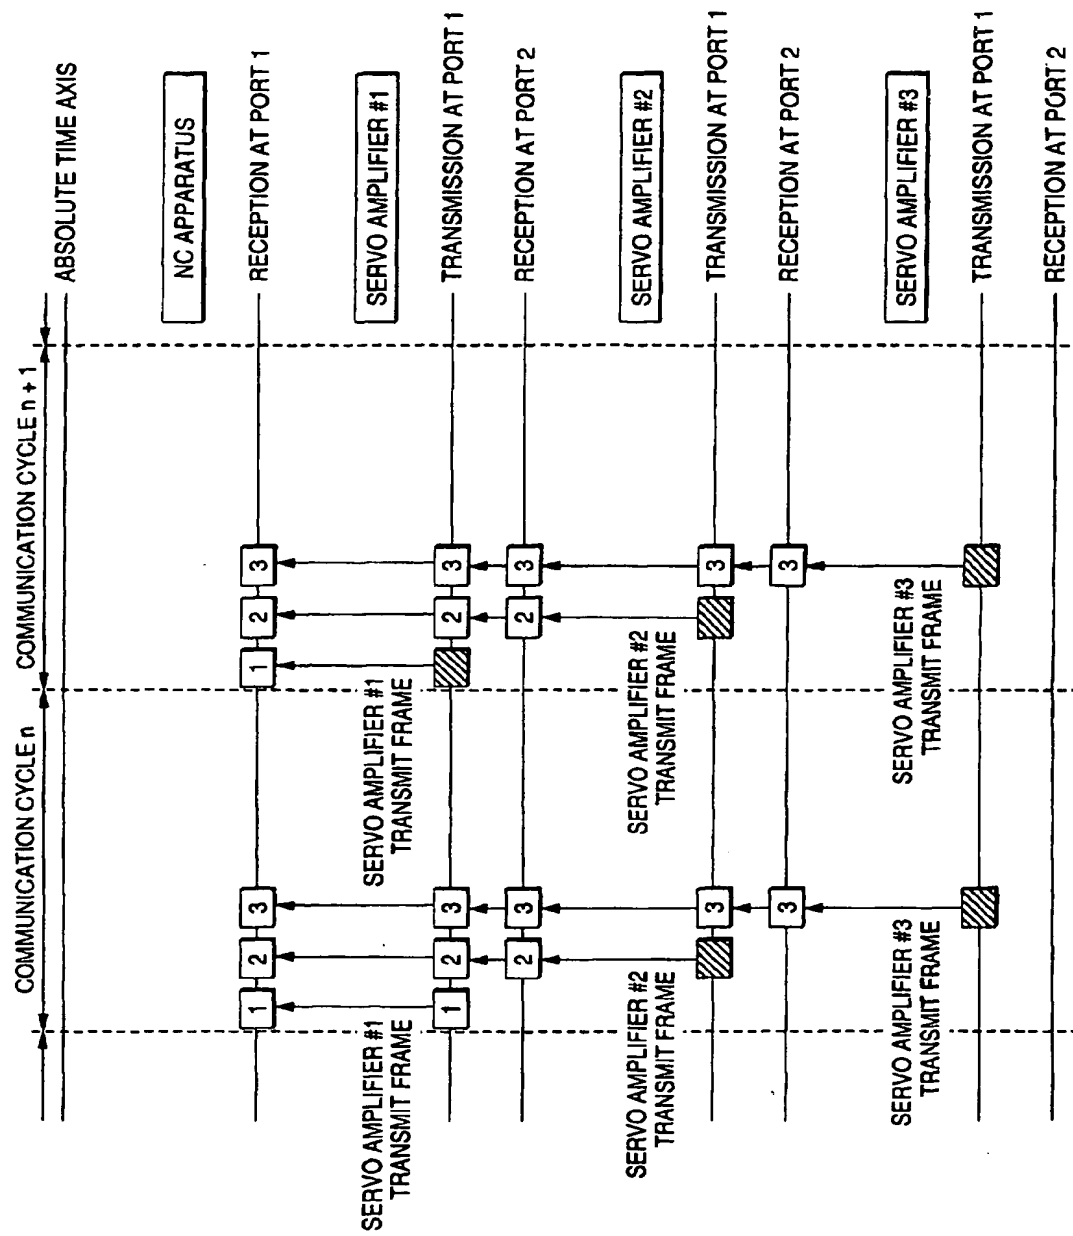 COMMUNICATION CYCLE n
COMMUNICATION CYCLE n + 1
ABSOLUTE TIME AXIS
NC APPARATUS
1
2
3
1
2
3
RECEPTION AT PORT 1
SERVO AMPLIFIER #1
TRANSMIT FRAME
SERVO AMPLIFIER #1
TRANSMIT FRAME
SERVO AMPLIFIER #1
1
2
3
2
3
TRANSMISSION AT PORT 1
2
3
2
3
RECEPTION AT PORT 2
SERVO AMPLIFIER #2
TRANSMIT FRAME
SERVO AMPLIFIER #2
TRANSMIT FRAME
SERVO AMPLIFIER #2
3
3
TRANSMISSION AT PORT 1
3
3
RECEPTION AT PORT 2
SERVO AMPLIFIER #3
TRANSMIT FRAME
SERVO AMPLIFIER #3
TRANSMIT FRAME
SERVO AMPLIFIER #3
TRANSMISSION AT PORT 1
RECEPTION AT PORT 2